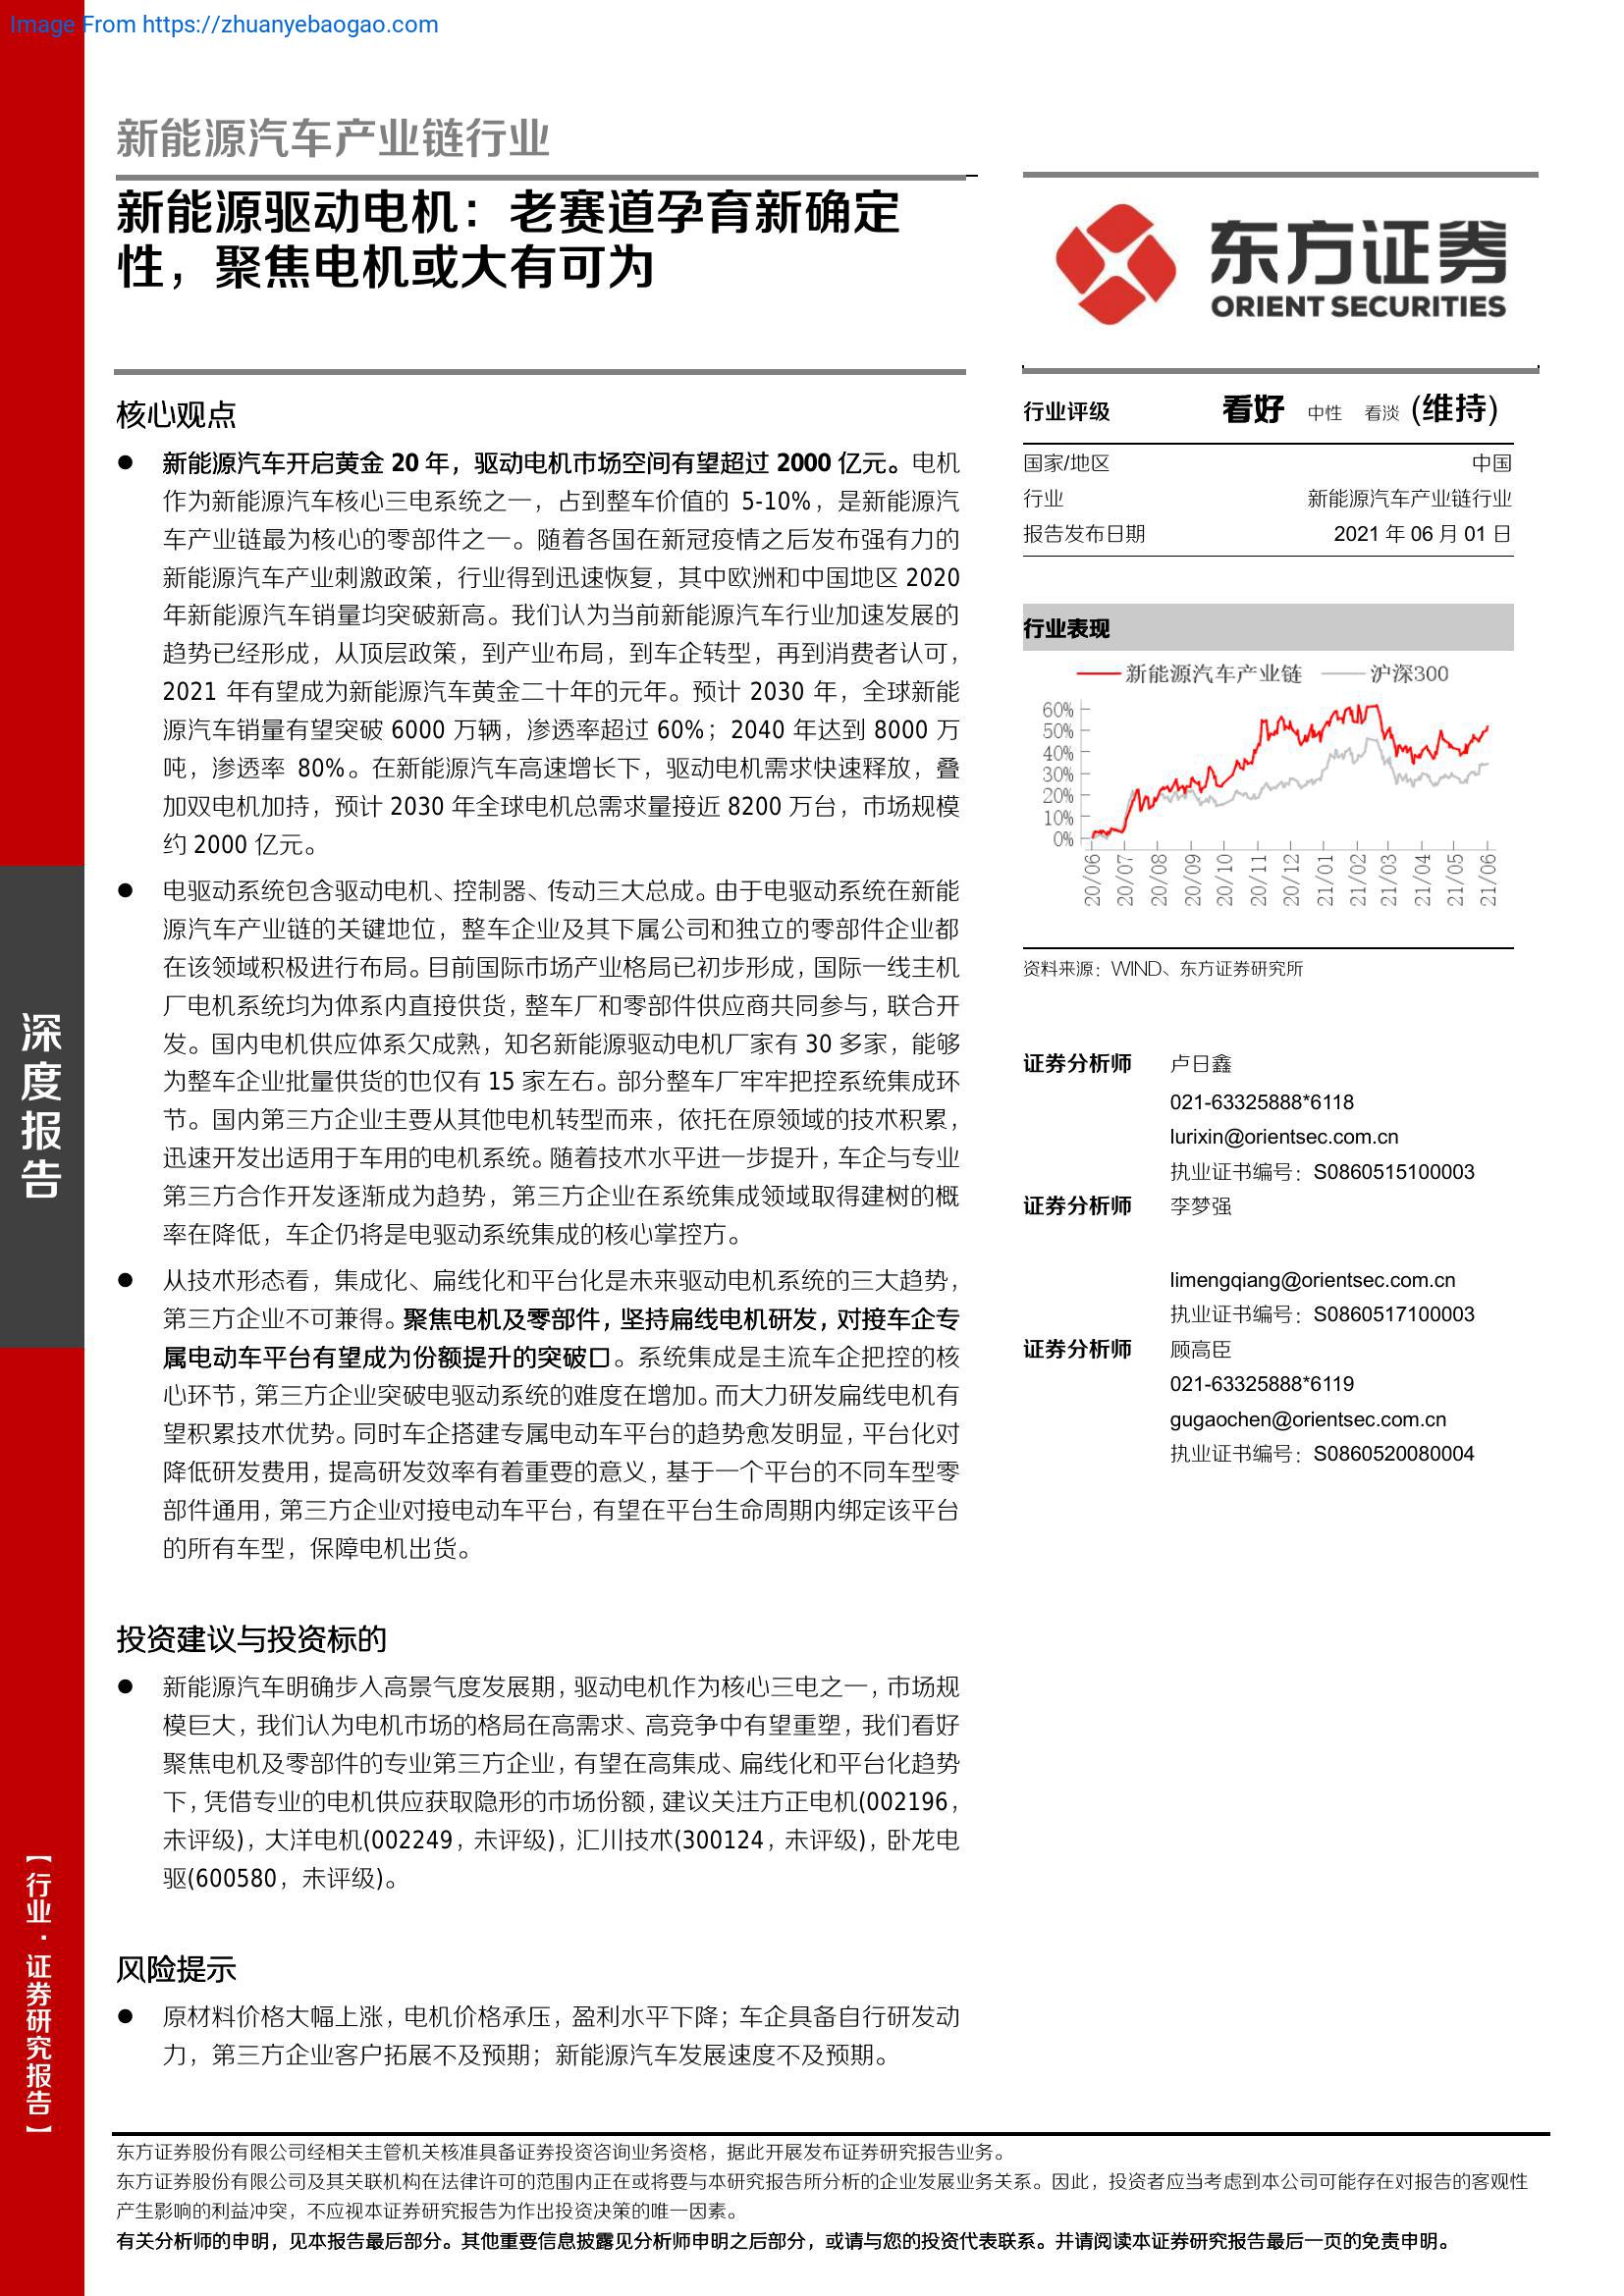 Image From https://zhuanyebaogao.com
新能源汽车产业链行业
新能源驱动电机：老赛道孕育新确定
性，聚焦电机或大有可为
东方证券
ORIENT SECURITIES
核心观点
● 新能源汽车开启黄金 20 年，驱动电机市场空间有望超过 2000 亿元。电机
作为新能源汽车核心三电系统之一，占到整车价值的 5-10%，是新能源汽
车产业链最为核心的零部件之一。随着各国在新冠疫情之后发布强有力的
新能源汽车产业刺激政策，行业得到迅速恢复，其中欧洲和中国地区 2020
年新能源汽车销量均突破新高。我们认为当前新能源汽车行业加速发展的
趋势已经形成，从顶层政策，到产业布局，到车企转型，再到消费者认可，
2021 年有望成为新能源汽车黄金二十年的元年。预计 2030 年，全球新能
源汽车销量有望突破 6000 万辆，渗透率超过 60%；2040 年达到 8000 万
吨，渗透率 80%。在新能源汽车高速增长下，驱动电机需求快速释放，叠
加双电机加持，预计 2030 年全球电机总需求量接近 8200 万台，市场规模
约 2000 亿元。
● 电驱动系统包含驱动电机、控制器、传动三大总成。由于电驱动系统在新能
源汽车产业链的关键地位，整车企业及其下属公司和独立的零部件企业都
在该领域积极进行布局。目前国际市场产业格局已初步形成，国际一线主机
厂电机系统均为体系内直接供货，整车厂和零部件供应商共同参与，联合开
发。国内电机供应体系欠成熟，知名新能源驱动电机厂家有 30 多家，能够
为整车企业批量供货的也仅有 15 家左右。部分整车厂牢牢把控系统集成环
节。国内第三方企业主要从其他电机转型而来，依托在原领域的技术积累，
迅速开发出适用于车用的电机系统。随着技术水平进一步提升，车企与专业
第三方合作开发逐渐成为趋势，第三方企业在系统集成领域取得建树的概
率在降低，车企仍将是电驱动系统集成的核心掌控方。
● 从技术形态看，集成化、扁线化和平台化是未来驱动电机系统的三大趋势，
第三方企业不可兼得。聚焦电机及零部件，坚持扁线电机研发，对接车企专
属电动车平台有望成为份额提升的突破口。系统集成是主流车企把控的核
心环节，第三方企业突破电驱动系统的难度在增加。而大力研发扁线电机有
望积累技术优势。同时车企搭建专属电动车平台的趋势愈发明显，平台化对
降低研发费用，提高研发效率有着重要的意义，基于一个平台的不同车型零
部件通用，第三方企业对接电动车平台，有望在平台生命周期内绑定该平台
的所有车型，保障电机出货。
投资建议与投资标的
● 新能源汽车明确步入高景气度发展期，驱动电机作为核心三电之一，市场规
模巨大，我们认为电机市场的格局在高需求、高竞争中有望重塑，我们看好
聚焦电机及零部件的专业第三方企业，有望在高集成、扁线化和平台化趋势
下，凭借专业的电机供应获取隐形的市场份额，建议关注方正电机(002196，
未评级)，大洋电机(002249，未评级)，汇川技术(300124，未评级)，卧龙电
驱(600580，未评级)。
风险提示
● 原材料价格大幅上涨，电机价格承压，盈利水平下降；车企具备自行研发动
力，第三方企业客户拓展不及预期；新能源汽车发展速度不及预期。
行业评级 看好 中性 看淡 (维持)
国家/地区 中国
行业 新能源汽车产业链行业
报告发布日期 2021 年 06 月 01 日
行业表现
新能源汽车产业链 沪深300
60%
50%
40%
30%
20%
10%
0%
20/06 20/07 20/08 20/09 20/10 20/11 20/12 21/01 21/02 21/03 21/04 21/05 21/06
资料来源：WIND、东方证券研究所
证券分析师 卢日鑫
021-63325888*6118
lurixin@orientsec.com.cn
执业证书编号：S0860515100003
证券分析师 李梦强
limengqiang@orientsec.com.cn
执业证书编号：S0860517100003
证券分析师 顾高臣
021-63325888*6119
gugaochen@orientsec.com.cn
执业证书编号：S0860520080004
深度报告
【行业·证券研究报告】
东方证券股份有限公司经相关主管机关核准具备证券投资咨询业务资格，据此开展发布证券研究报告业务。
东方证券股份有限公司及其关联机构在法律许可的范围内正在或将要与本研究报告所分析的企业发展业务关系。因此，投资者应当考虑到本公司可能存在对报告的客观性
产生影响的利益冲突，不应视本证券研究报告为作出投资决策的唯一因素。
有关分析师的申明，见本报告最后部分。其他重要信息披露见分析师申明之后部分，或请与您的投资代表联系。并请阅读本证券研究报告最后一页的免责申明。